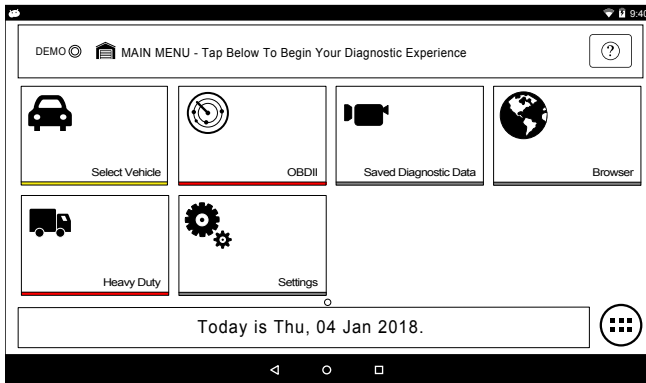 9:40
DEMO MAIN MENU - Tap Below To Begin Your Diagnostic Experience ?
Select Vehicle OBDII Saved Diagnostic Data Browser
Heavy Duty Settings
Today is Thu, 04 Jan 2018.